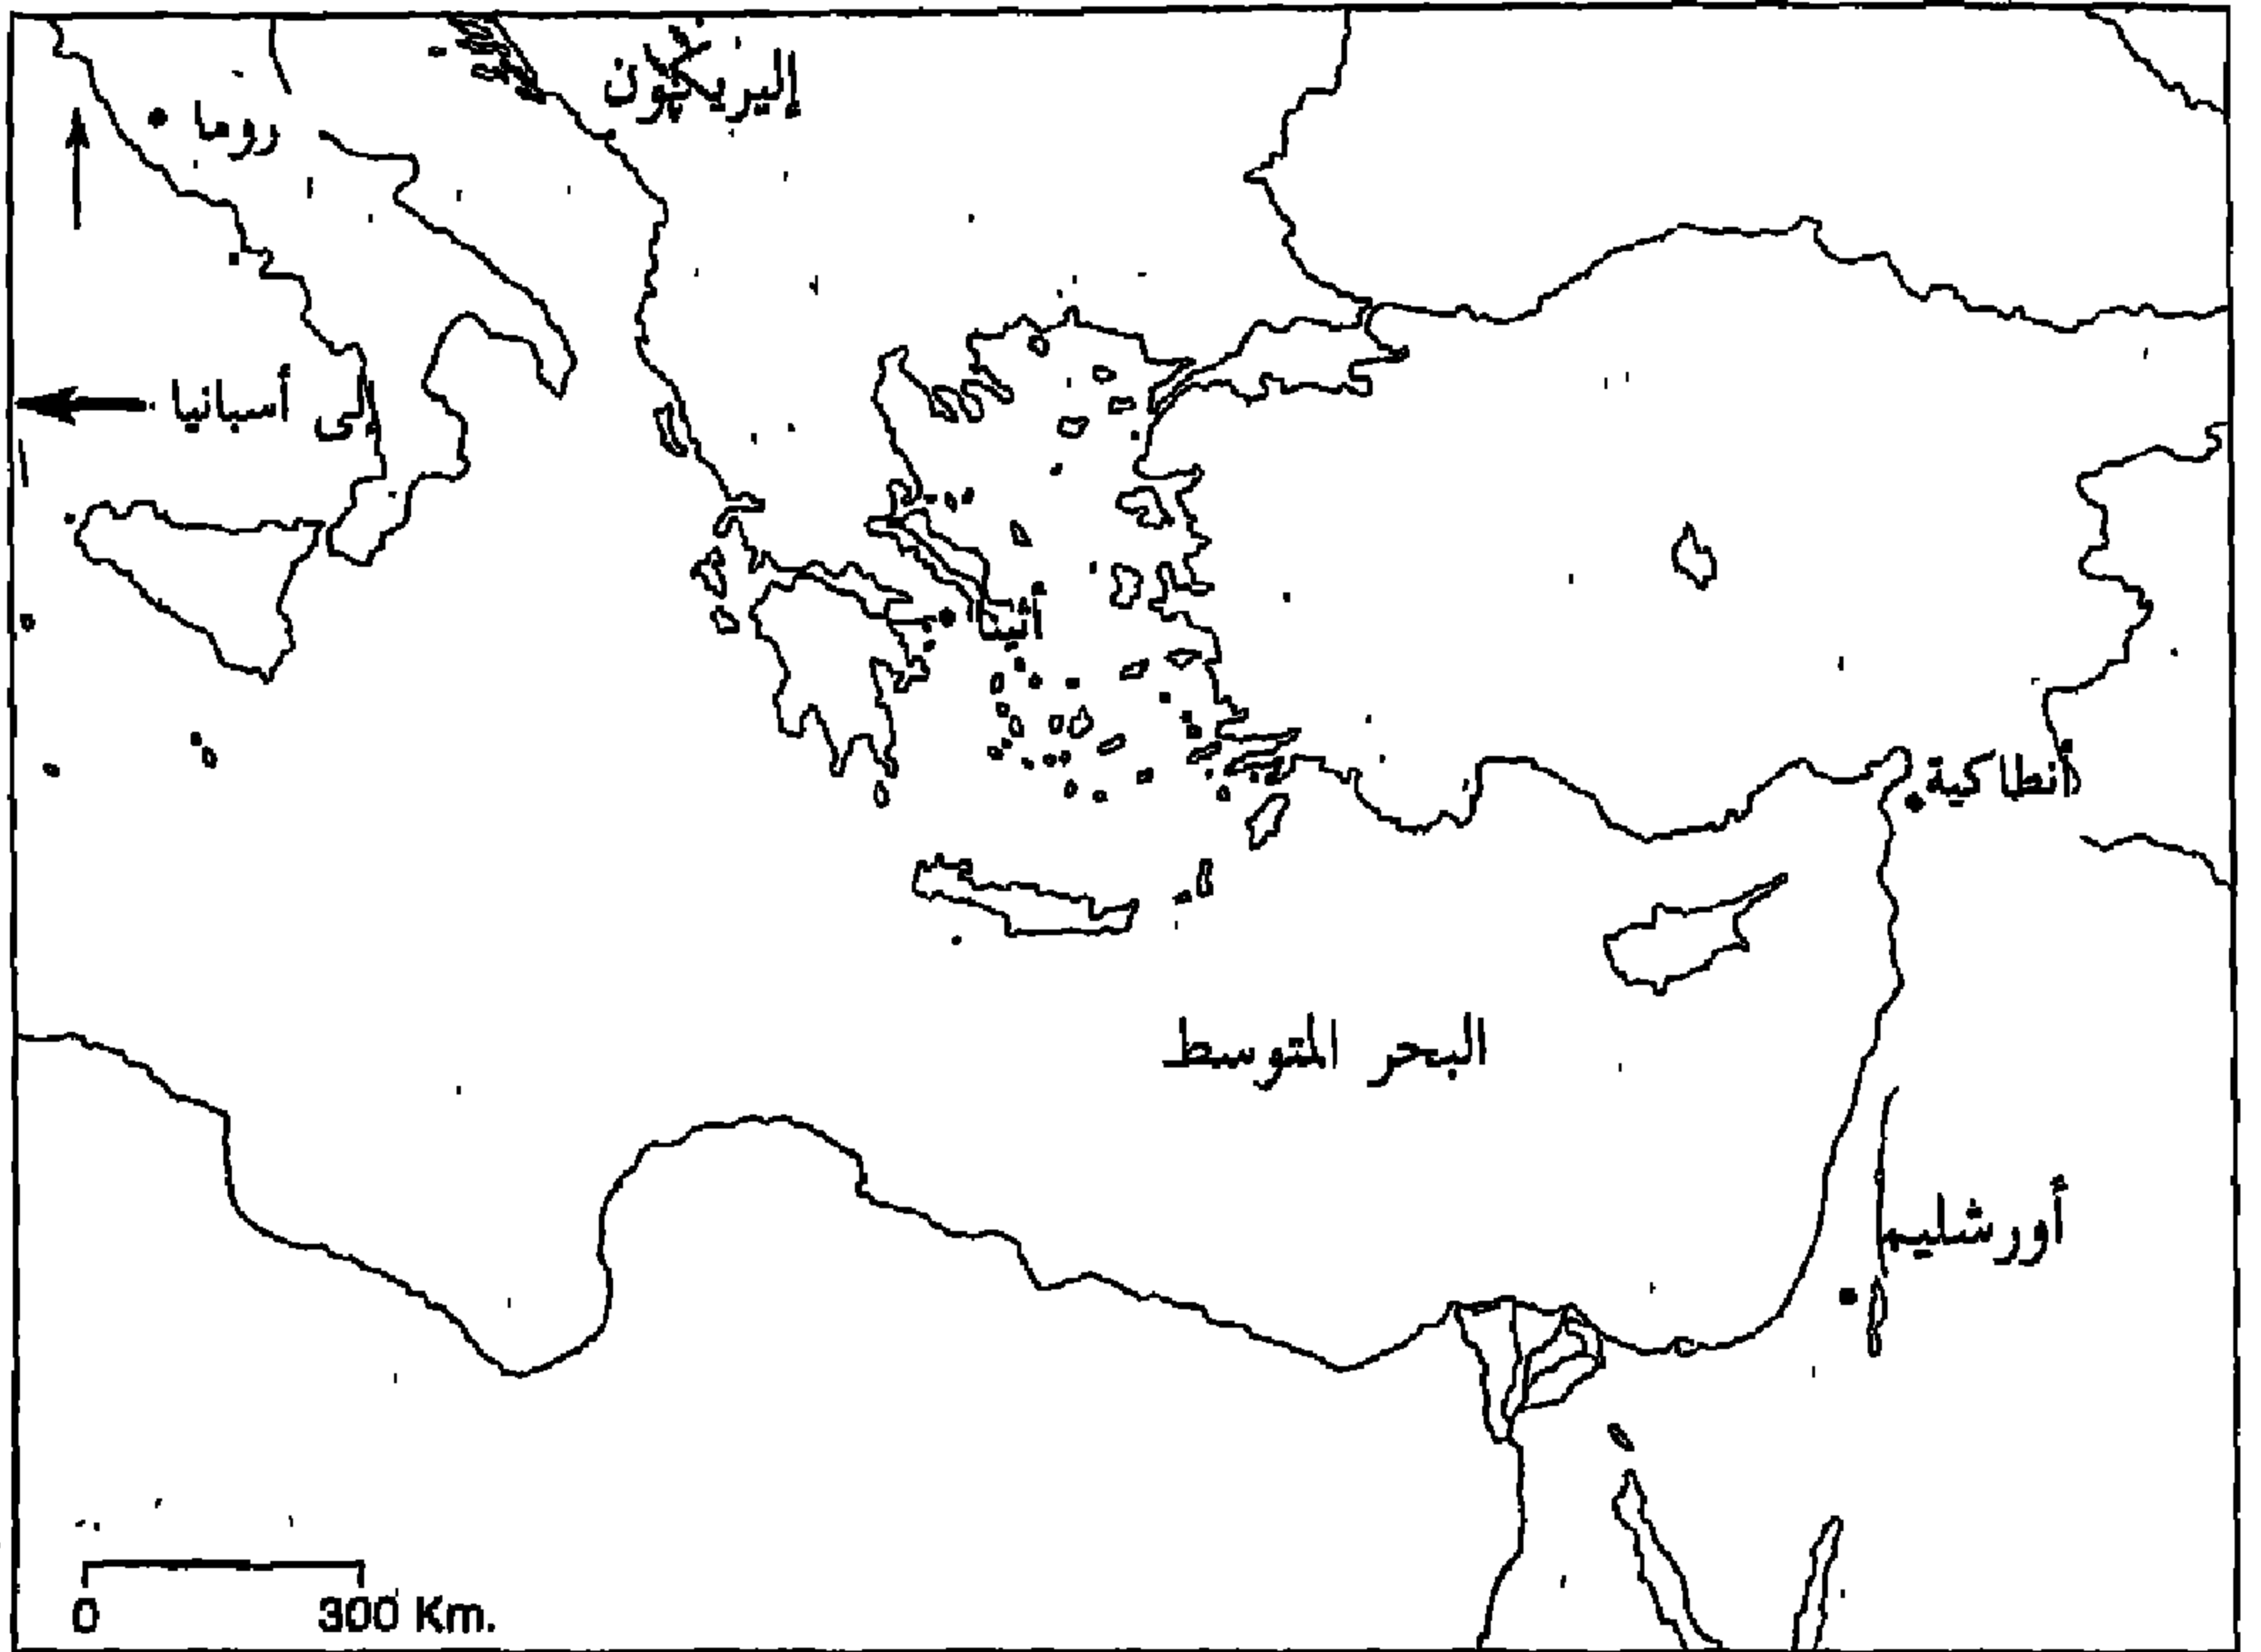 إليريكون
روما
إلى أسبانيا
أثينا
أنطاكية
البحر المتوسط
أورشليم
0 300 Km.